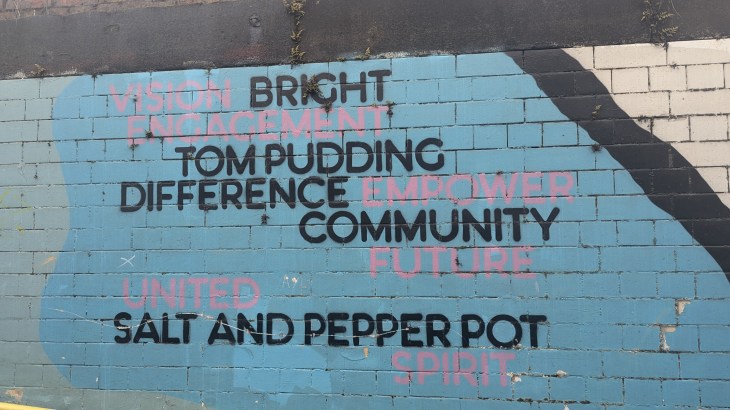 VISION BRIGHT
ENGAGEMENT
TOM PUDDING
DIFFERENCE EMPOWER
COMMUNITY
FUTURE
UNITED
SALT AND PEPPER POT
SPIRIT